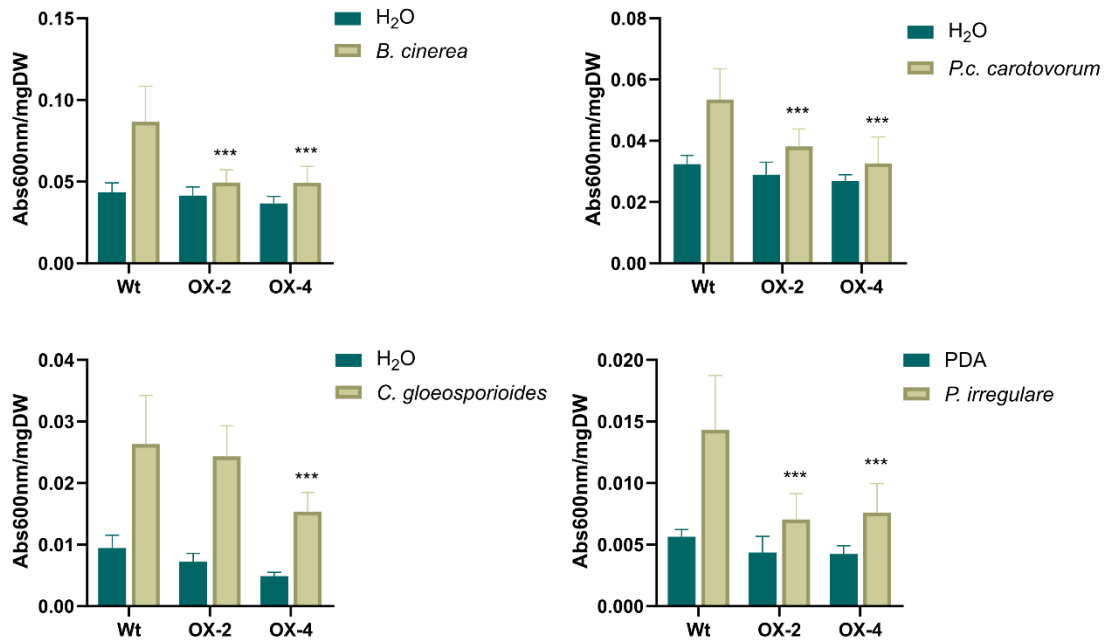 H₂O
B. cinerea
Abs600nm/mgDW
0.15
0.10
0.05
0.00
***
***
Wt OX-2 OX-4
H₂O
P.c. carotovorum
Abs600nm/mgDW
0.08
0.06
0.04
0.02
0.00
***
***
Wt OX-2 OX-4
H₂O
C. gloeosporioides
Abs600nm/mgDW
0.04
0.03
0.02
0.01
0.00
***
Wt OX-2 OX-4
PDA
P. irregulare
Abs600nm/mgDW
0.020
0.015
0.010
0.005
0.000
***
***
Wt OX-2 OX-4